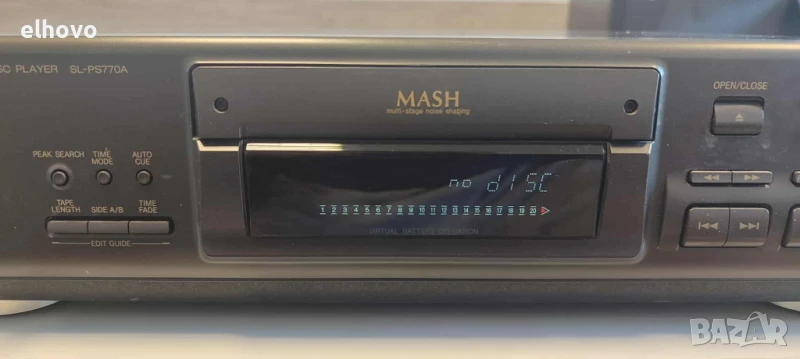 elhovo
SC PLAYER SL-PS770A
MASH
multi-stage noise shaping
OPEN/CLOSE
PEAK SEARCH
TIME MODE
AUTO CUE
no dISC
1 2 3 4 5 6 7 8 9 10 11 12 13 14 15 16 17 18 19 20
TAPE LENGTH
SIDE A/B
TIME FADE
EDIT GUIDE
VIRTUAL BATTERY OPERATION
BAZAR